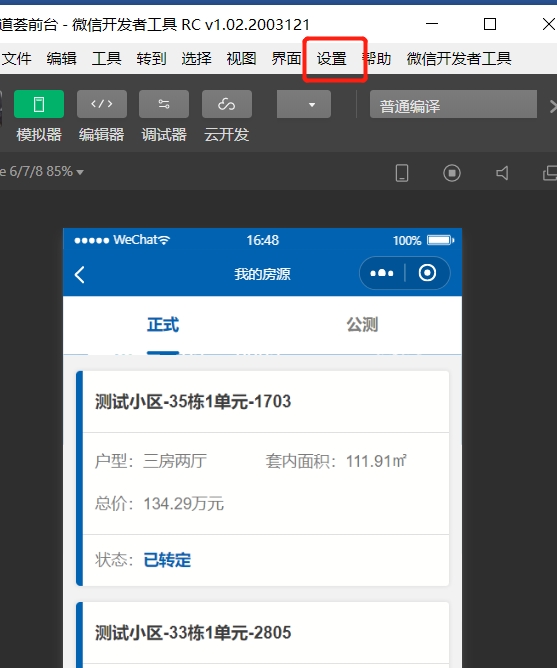 道荟前台 - 微信开发者工具 RC v1.02.2003121
文件 编辑 工具 转到 选择 视图 界面 设置 帮助 微信开发者工具
普通编译
模拟器 编辑器 调试器 云开发
e 6/7/8 85%
WeChat 16:48 100%
我的房源
正式 公测
测试小区-35栋1单元-1703
户型：三房两厅 套内面积：111.91㎡
总价：134.29万元
状态：已转定
测试小区-33栋1单元-2805